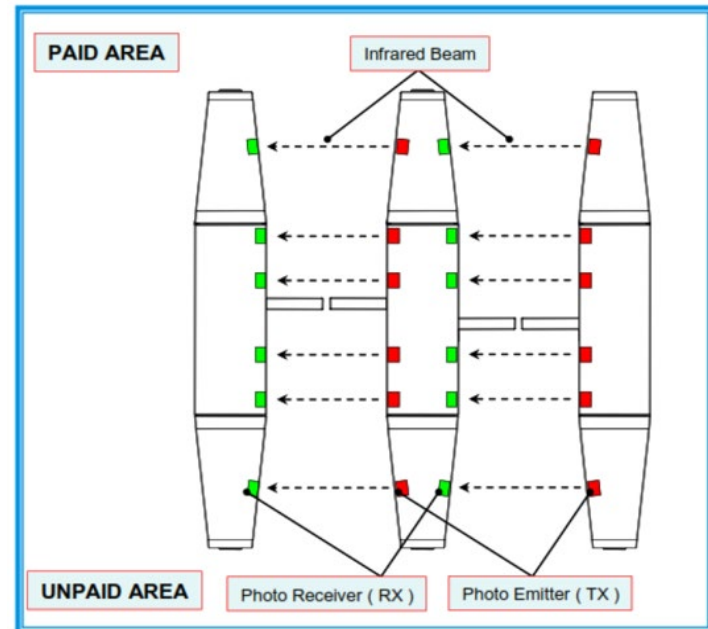 PAID AREA
Infrared Beam
UNPAID AREA
Photo Receiver ( RX )
Photo Emitter ( TX )